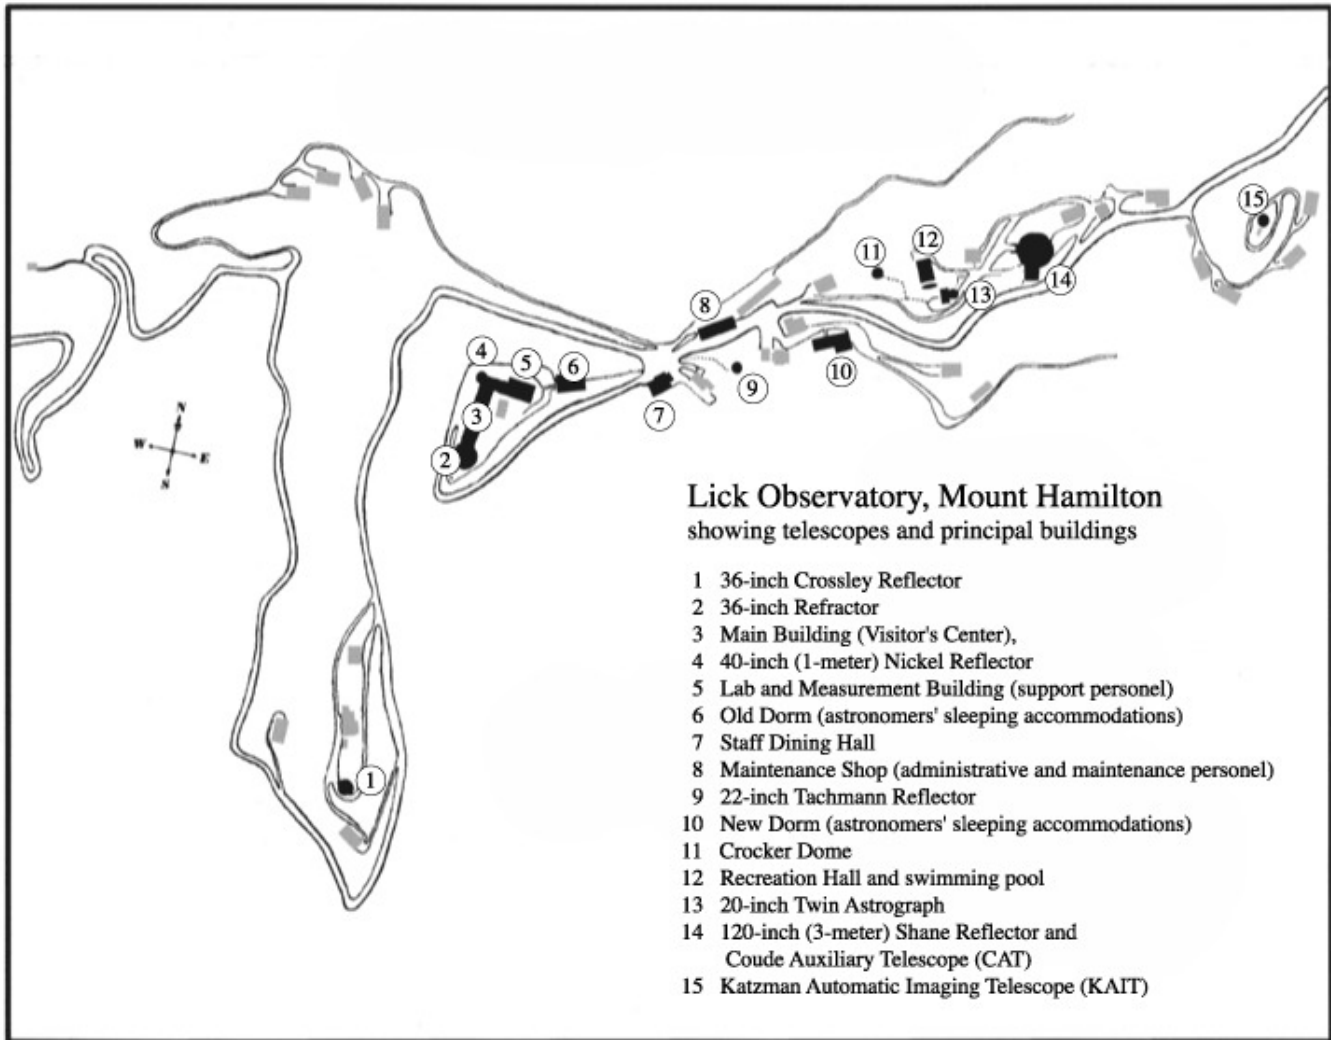 15
12
11
13
14
8
4
5
6
10
9
7
3
2
N
W
E
S
1
Lick Observatory, Mount Hamilton
showing telescopes and principal buildings
1 36-inch Crossley Reflector
2 36-inch Refractor
3 Main Building (Visitor's Center),
4 40-inch (1-meter) Nickel Reflector
5 Lab and Measurement Building (support personel)
6 Old Dorm (astronomers' sleeping accommodations)
7 Staff Dining Hall
8 Maintenance Shop (administrative and maintenance personel)
9 22-inch Tachmann Reflector
10 New Dorm (astronomers' sleeping accommodations)
11 Crocker Dome
12 Recreation Hall and swimming pool
13 20-inch Twin Astrograph
14 120-inch (3-meter) Shane Reflector and
Coude Auxiliary Telescope (CAT)
15 Katzman Automatic Imaging Telescope (KAIT)